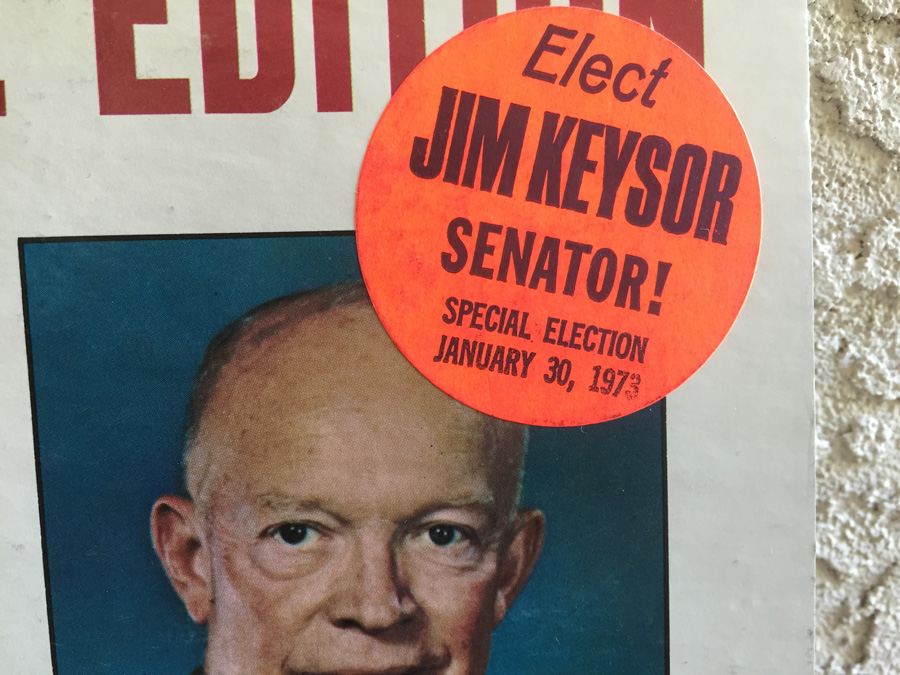 EDITION
Elect
JIM KEYSOR
SENATOR!
SPECIAL ELECTION
JANUARY 30, 1973